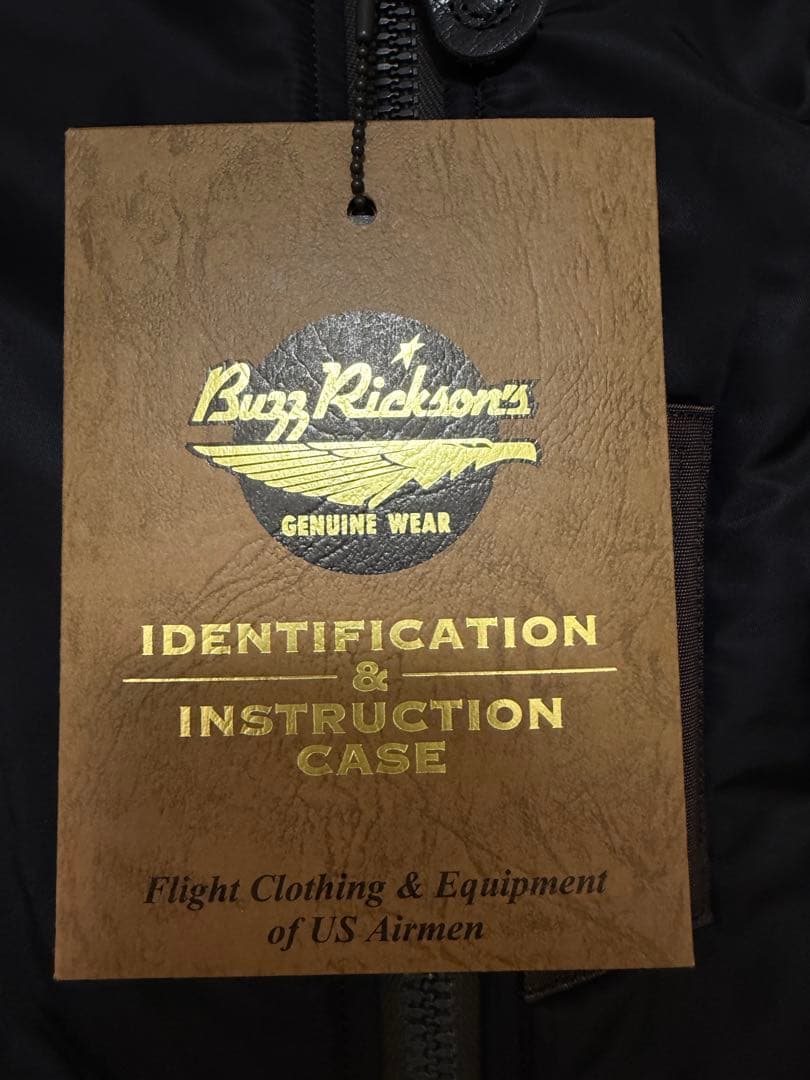 Buzz Rickson's
GENUINE WEAR
IDENTIFICATION
&
INSTRUCTION
CASE
Flight Clothing & Equipment
of US Airmen